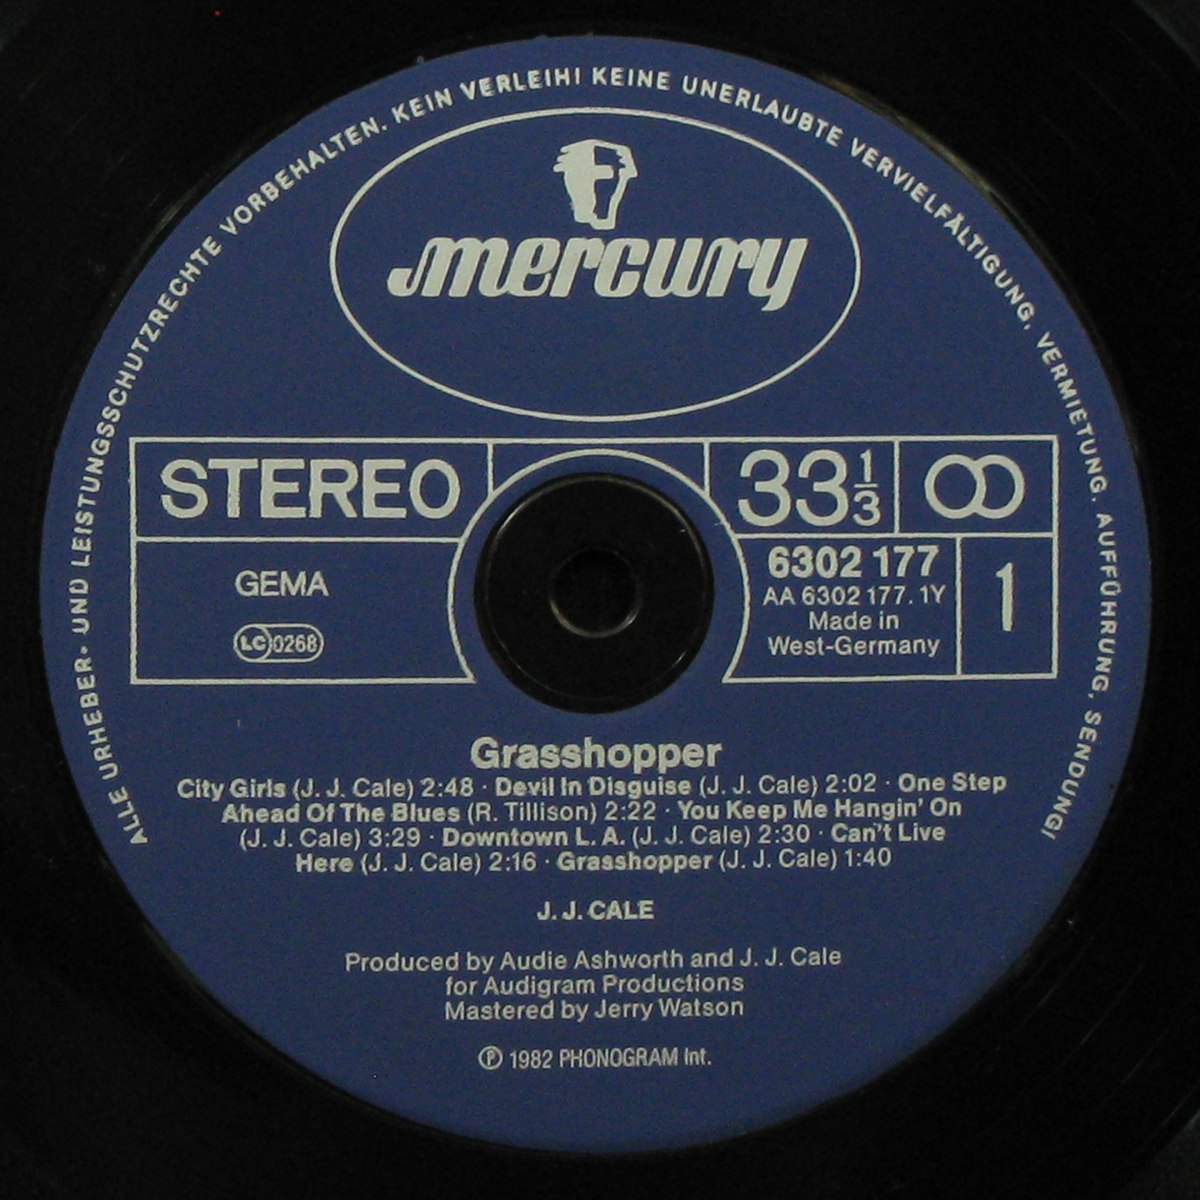 ALLE URHEBER- UND LEISTUNGSSCHUTZRECHTE VORBEHALTEN. KEIN VERLEIH! KEINE UNERLAUBTE VERVIELFÄLTIGUNG, VERMIETUNG, AUFFÜHRUNG, SENDUNG!
mercury
STEREO
33 1/3
GEMA
LC 0268
6302 177
AA 6302 177. 1Y
Made in
West-Germany
1
Grasshopper
City Girls (J. J. Cale) 2:48 · Devil In Disguise (J. J. Cale) 2:02 · One Step
Ahead Of The Blues (R. Tillison) 2:22 · You Keep Me Hangin' On
(J. J. Cale) 3:29 · Downtown L. A. (J. J. Cale) 2:30 · Can't Live
Here (J. J. Cale) 2:16 · Grasshopper (J. J. Cale) 1:40
J. J. CALE
Produced by Audie Ashworth and J. J. Cale
for Audigram Productions
Mastered by Jerry Watson
℗ 1982 PHONOGRAM Int.